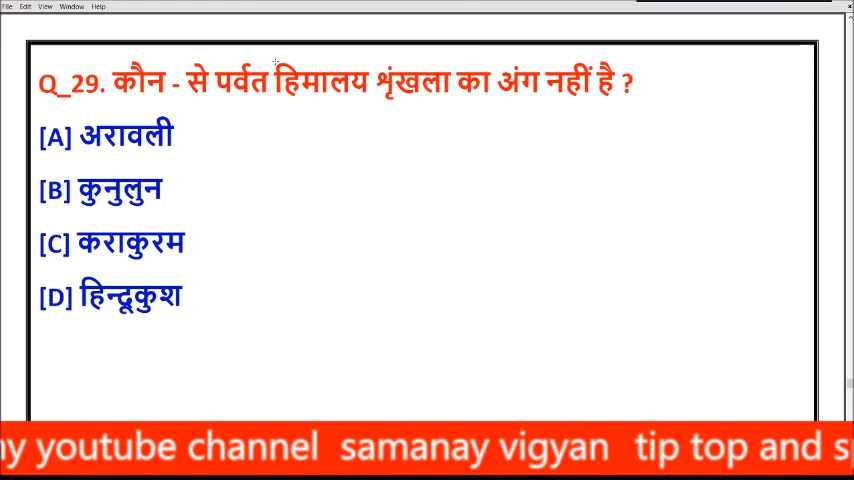 File Edit View Window Help
Q_29. कौन - से पर्वत हिमालय शृंखला का अंग नहीं है ?
[A] अरावली
[B] कुनुलुन
[C] कराकुरम
[D] हिन्दूकुश
youtube channel samanay vigyan tip top and